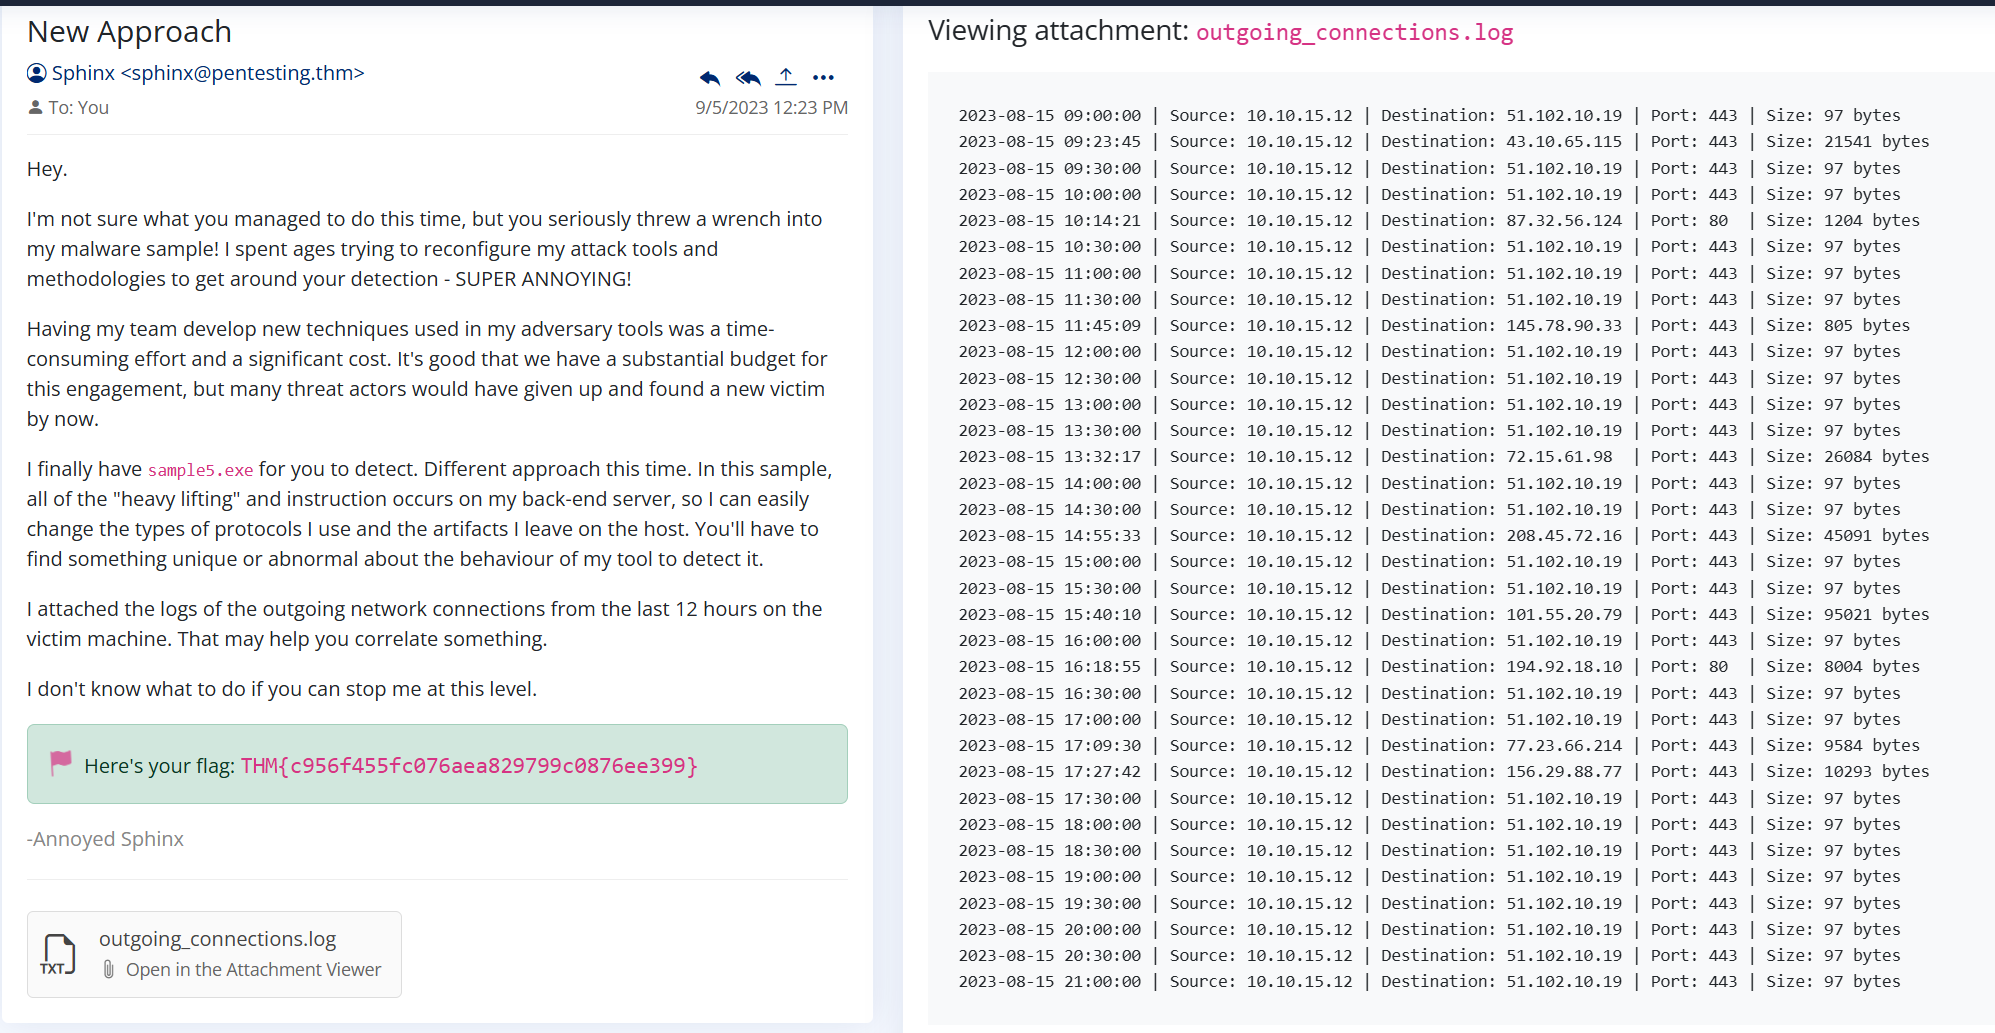 New Approach
Sphinx <sphinx@pentesting.thm>
To: You
9/5/2023 12:23 PM
Hey.
I'm not sure what you managed to do this time, but you seriously threw a wrench into
my malware sample! I spent ages trying to reconfigure my attack tools and
methodologies to get around your detection - SUPER ANNOYING!
Having my team develop new techniques used in my adversary tools was a time-
consuming effort and a significant cost. It's good that we have a substantial budget for
this engagement, but many threat actors would have given up and found a new victim
by now.
I finally have sample5.exe for you to detect. Different approach this time. In this sample,
all of the "heavy lifting" and instruction occurs on my back-end server, so I can easily
change the types of protocols I use and the artifacts I leave on the host. You'll have to
find something unique or abnormal about the behaviour of my tool to detect it.
I attached the logs of the outgoing network connections from the last 12 hours on the
victim machine. That may help you correlate something.
I don't know what to do if you can stop me at this level.
Here's your flag: THM{c956f455fc076aea829799c0876ee399}
-Annoyed Sphinx
TXT
outgoing_connections.log
Open in the Attachment Viewer
Viewing attachment: outgoing_connections.log
2023-08-15 09:00:00 | Source: 10.10.15.12 | Destination: 51.102.10.19 | Port: 443 | Size: 97 bytes
2023-08-15 09:23:45 | Source: 10.10.15.12 | Destination: 43.10.65.115 | Port: 443 | Size: 21541 bytes
2023-08-15 09:30:00 | Source: 10.10.15.12 | Destination: 51.102.10.19 | Port: 443 | Size: 97 bytes
2023-08-15 10:00:00 | Source: 10.10.15.12 | Destination: 51.102.10.19 | Port: 443 | Size: 97 bytes
2023-08-15 10:14:21 | Source: 10.10.15.12 | Destination: 87.32.56.124 | Port: 80 | Size: 1204 bytes
2023-08-15 10:30:00 | Source: 10.10.15.12 | Destination: 51.102.10.19 | Port: 443 | Size: 97 bytes
2023-08-15 11:00:00 | Source: 10.10.15.12 | Destination: 51.102.10.19 | Port: 443 | Size: 97 bytes
2023-08-15 11:30:00 | Source: 10.10.15.12 | Destination: 51.102.10.19 | Port: 443 | Size: 97 bytes
2023-08-15 11:45:09 | Source: 10.10.15.12 | Destination: 145.78.90.33 | Port: 443 | Size: 805 bytes
2023-08-15 12:00:00 | Source: 10.10.15.12 | Destination: 51.102.10.19 | Port: 443 | Size: 97 bytes
2023-08-15 12:30:00 | Source: 10.10.15.12 | Destination: 51.102.10.19 | Port: 443 | Size: 97 bytes
2023-08-15 13:00:00 | Source: 10.10.15.12 | Destination: 51.102.10.19 | Port: 443 | Size: 97 bytes
2023-08-15 13:30:00 | Source: 10.10.15.12 | Destination: 51.102.10.19 | Port: 443 | Size: 97 bytes
2023-08-15 13:32:17 | Source: 10.10.15.12 | Destination: 72.15.61.98 | Port: 443 | Size: 26084 bytes
2023-08-15 14:00:00 | Source: 10.10.15.12 | Destination: 51.102.10.19 | Port: 443 | Size: 97 bytes
2023-08-15 14:30:00 | Source: 10.10.15.12 | Destination: 51.102.10.19 | Port: 443 | Size: 97 bytes
2023-08-15 14:55:33 | Source: 10.10.15.12 | Destination: 208.45.72.16 | Port: 443 | Size: 45091 bytes
2023-08-15 15:00:00 | Source: 10.10.15.12 | Destination: 51.102.10.19 | Port: 443 | Size: 97 bytes
2023-08-15 15:30:00 | Source: 10.10.15.12 | Destination: 51.102.10.19 | Port: 443 | Size: 97 bytes
2023-08-15 15:40:10 | Source: 10.10.15.12 | Destination: 101.55.20.79 | Port: 443 | Size: 95021 bytes
2023-08-15 16:00:00 | Source: 10.10.15.12 | Destination: 51.102.10.19 | Port: 443 | Size: 97 bytes
2023-08-15 16:18:55 | Source: 10.10.15.12 | Destination: 194.92.18.10 | Port: 80 | Size: 8004 bytes
2023-08-15 16:30:00 | Source: 10.10.15.12 | Destination: 51.102.10.19 | Port: 443 | Size: 97 bytes
2023-08-15 17:00:00 | Source: 10.10.15.12 | Destination: 51.102.10.19 | Port: 443 | Size: 97 bytes
2023-08-15 17:09:30 | Source: 10.10.15.12 | Destination: 77.23.66.214 | Port: 443 | Size: 9584 bytes
2023-08-15 17:27:42 | Source: 10.10.15.12 | Destination: 156.29.88.77 | Port: 443 | Size: 10293 bytes
2023-08-15 17:30:00 | Source: 10.10.15.12 | Destination: 51.102.10.19 | Port: 443 | Size: 97 bytes
2023-08-15 18:00:00 | Source: 10.10.15.12 | Destination: 51.102.10.19 | Port: 443 | Size: 97 bytes
2023-08-15 18:30:00 | Source: 10.10.15.12 | Destination: 51.102.10.19 | Port: 443 | Size: 97 bytes
2023-08-15 19:00:00 | Source: 10.10.15.12 | Destination: 51.102.10.19 | Port: 443 | Size: 97 bytes
2023-08-15 19:30:00 | Source: 10.10.15.12 | Destination: 51.102.10.19 | Port: 443 | Size: 97 bytes
2023-08-15 20:00:00 | Source: 10.10.15.12 | Destination: 51.102.10.19 | Port: 443 | Size: 97 bytes
2023-08-15 20:30:00 | Source: 10.10.15.12 | Destination: 51.102.10.19 | Port: 443 | Size: 97 bytes
2023-08-15 21:00:00 | Source: 10.10.15.12 | Destination: 51.102.10.19 | Port: 443 | Size: 97 bytes